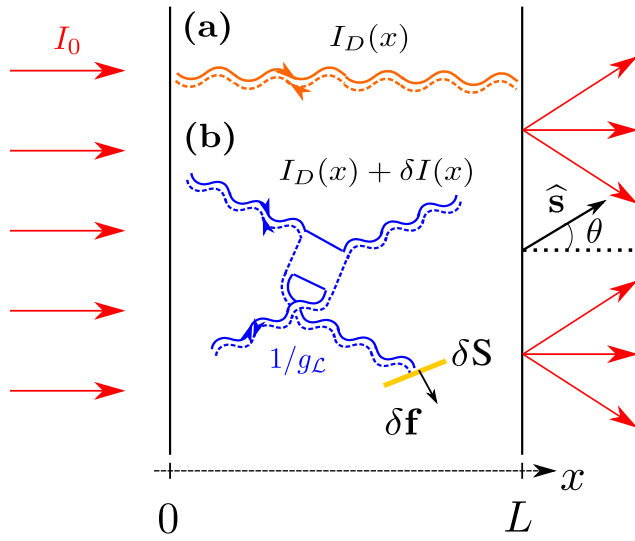 (a)
I_0
I_D(x)
(b)
I_D(x) + δI(x)
ŝ
θ
1/g_ℒ
δS
δf
x
0
L